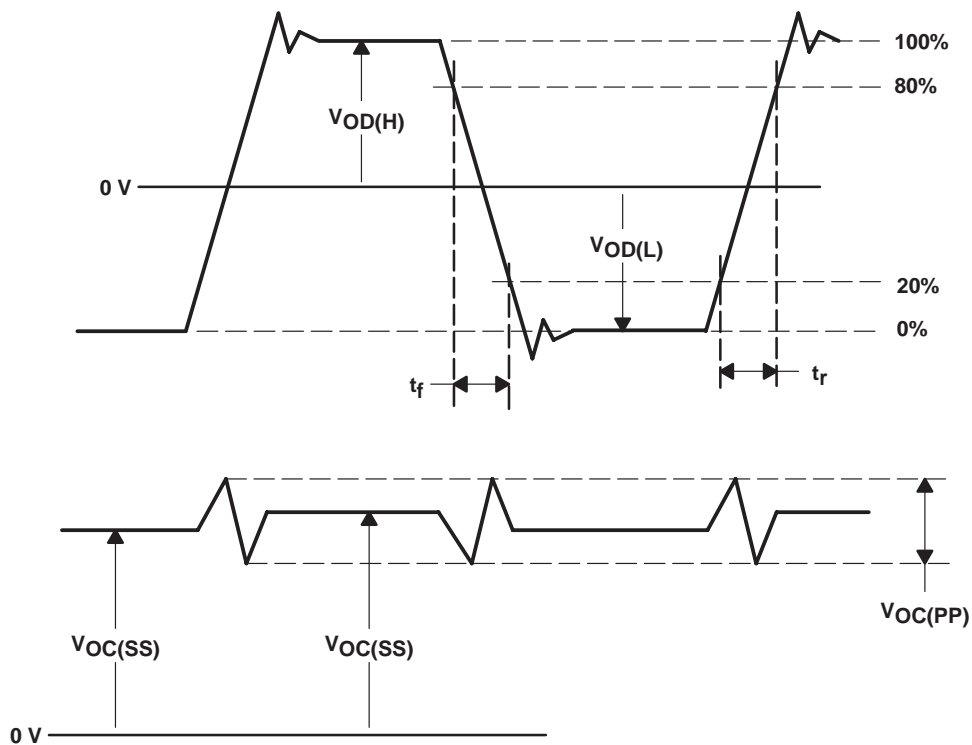 100%
80%
VOD(H)
0 V
VOD(L)
20%
0%
tf
tr
VOC(PP)
VOC(SS)
VOC(SS)
0 V